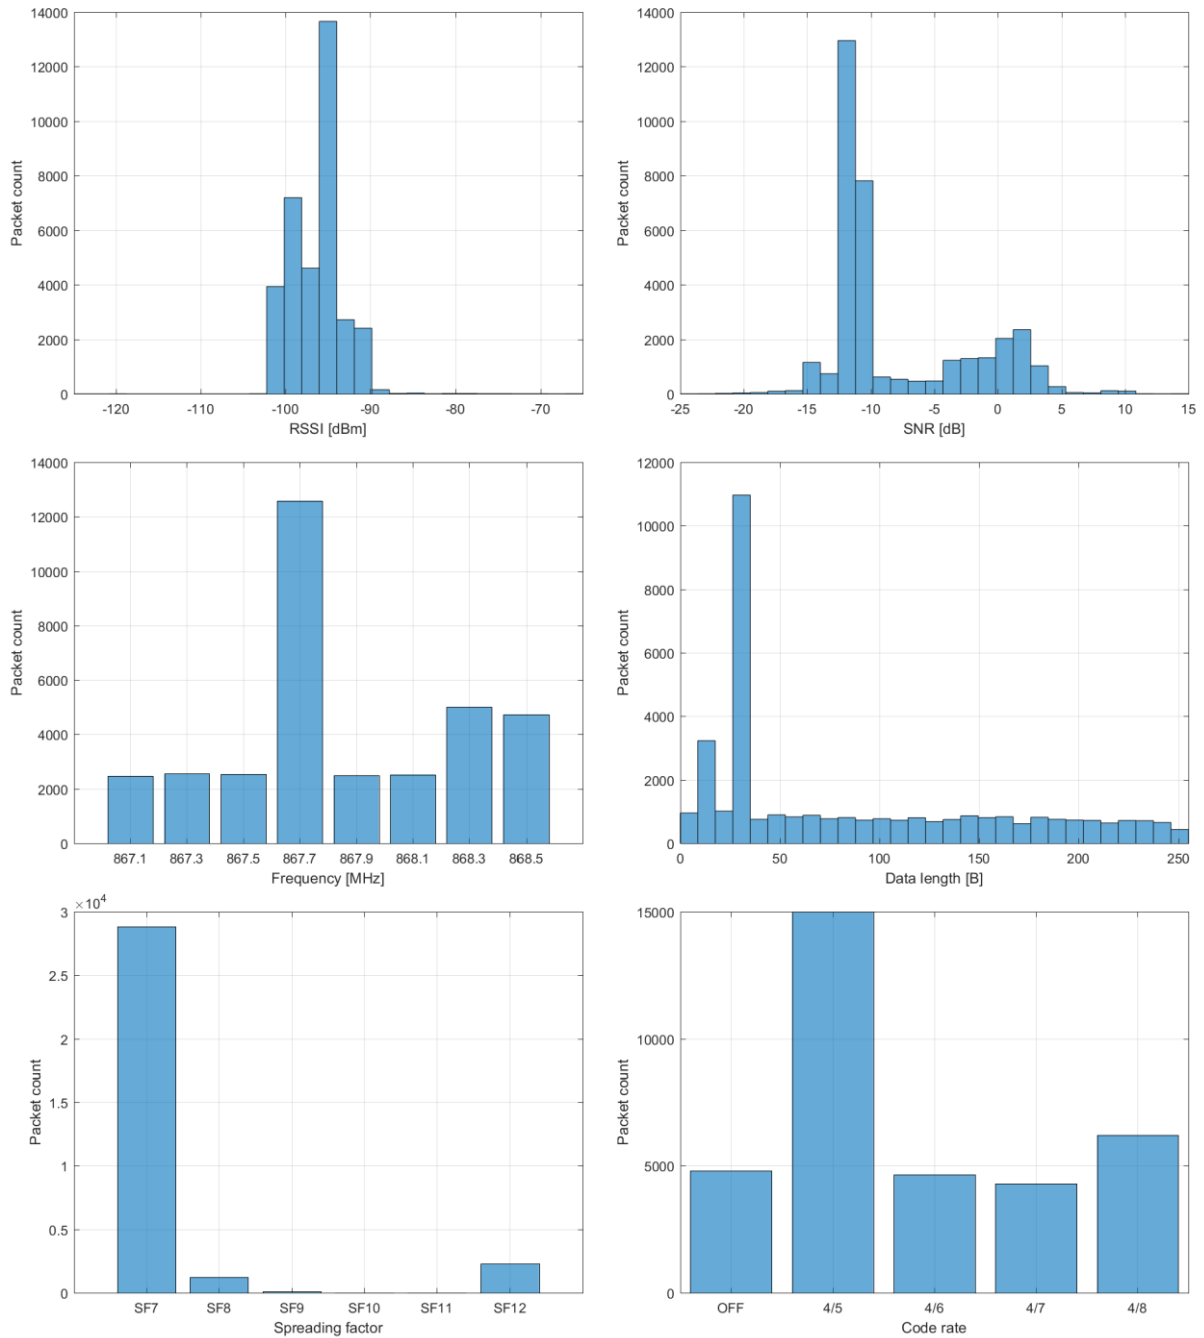 14000
12000
10000
8000
6000
4000
2000
0
Packet count
-120 -110 -100 -90 -80 -70
RSSI [dBm]
14000
12000
10000
8000
6000
4000
2000
0
Packet count
-25 -20 -15 -10 -5 0 5 10 15
SNR [dB]
14000
12000
10000
8000
6000
4000
2000
0
Packet count
867.1 867.3 867.5 867.7 867.9 868.1 868.3 868.5
Frequency [MHz]
12000
10000
8000
6000
4000
2000
0
Packet count
0 50 100 150 200 250
Data length [B]
×10⁴
3
2.5
2
1.5
1
0.5
0
Packet count
SF7 SF8 SF9 SF10 SF11 SF12
Spreading factor
15000
10000
5000
0
Packet count
OFF 4/5 4/6 4/7 4/8
Code rate